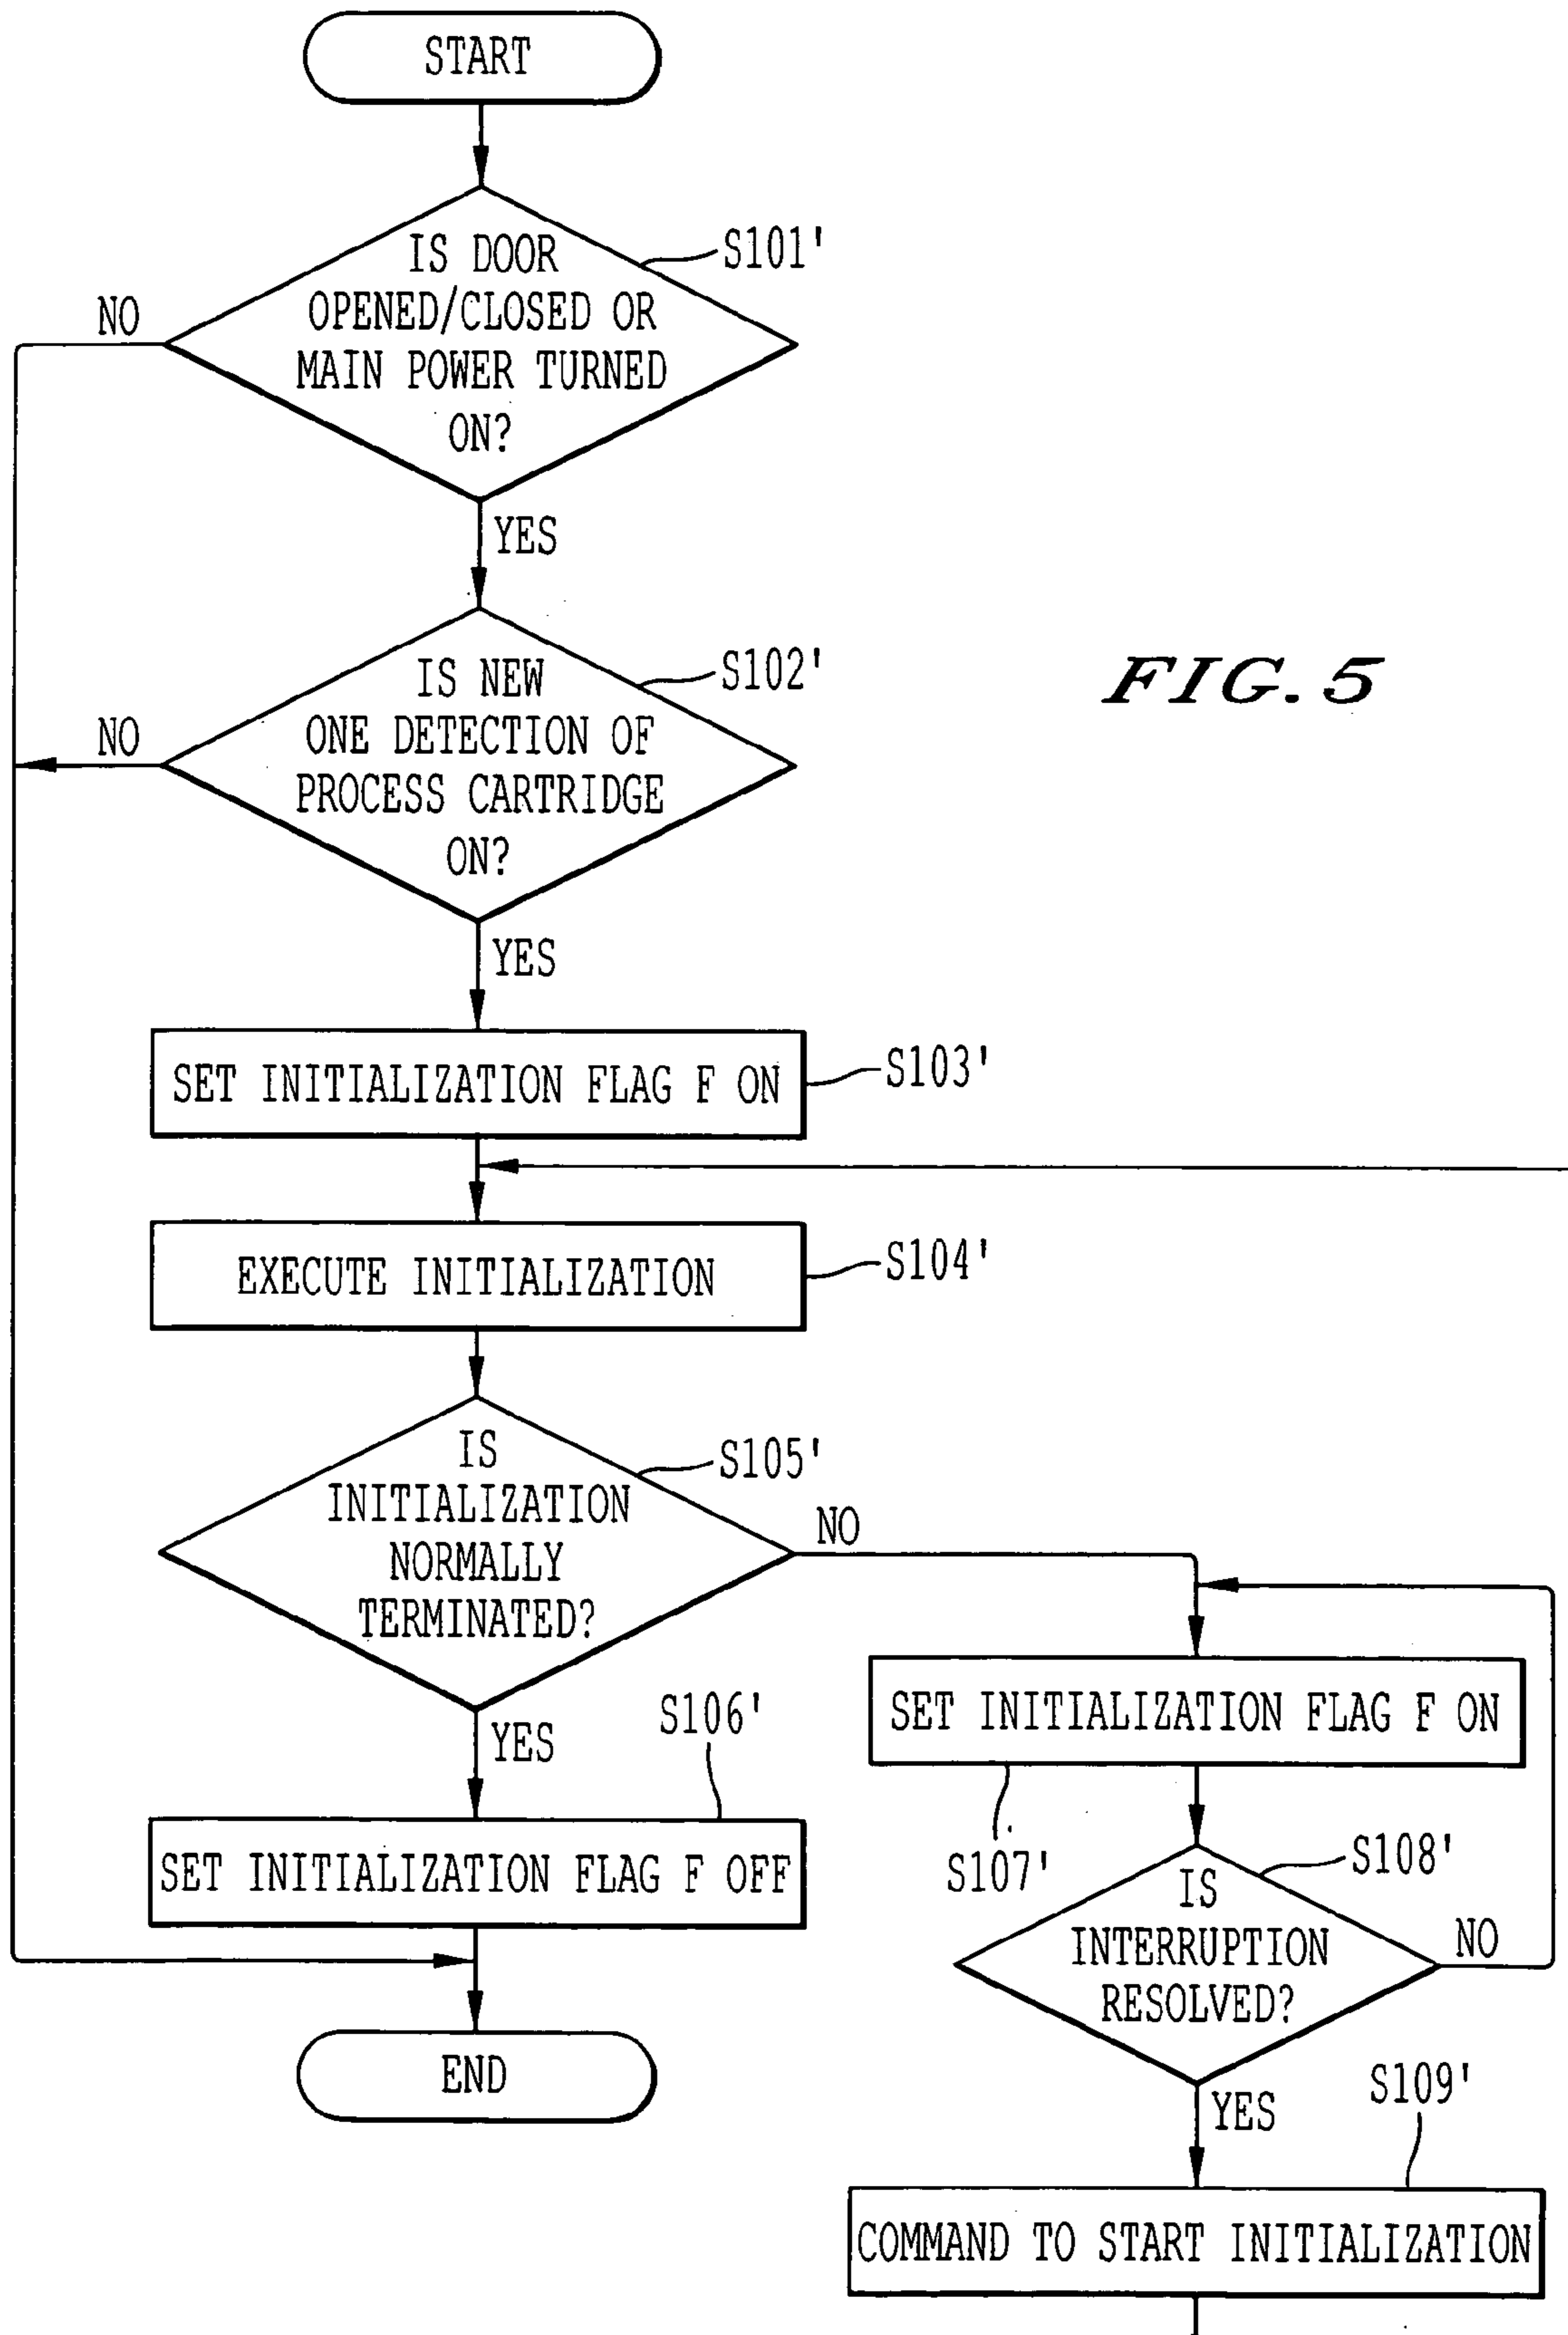 START
IS DOOR
OPENED/CLOSED OR
MAIN POWER TURNED
ON?
S101'
NO
YES
IS NEW
ONE DETECTION OF
PROCESS CARTRIDGE
ON?
S102'
NO
YES
FIG. 5
SET INITIALIZATION FLAG F ON
S103'
EXECUTE INITIALIZATION
S104'
IS
INITIALIZATION
NORMALLY
TERMINATED?
S105'
NO
YES
S106'
SET INITIALIZATION FLAG F OFF
END
SET INITIALIZATION FLAG F ON
S107'
IS
INTERRUPTION
RESOLVED?
S108'
NO
YES
S109'
COMMAND TO START INITIALIZATION